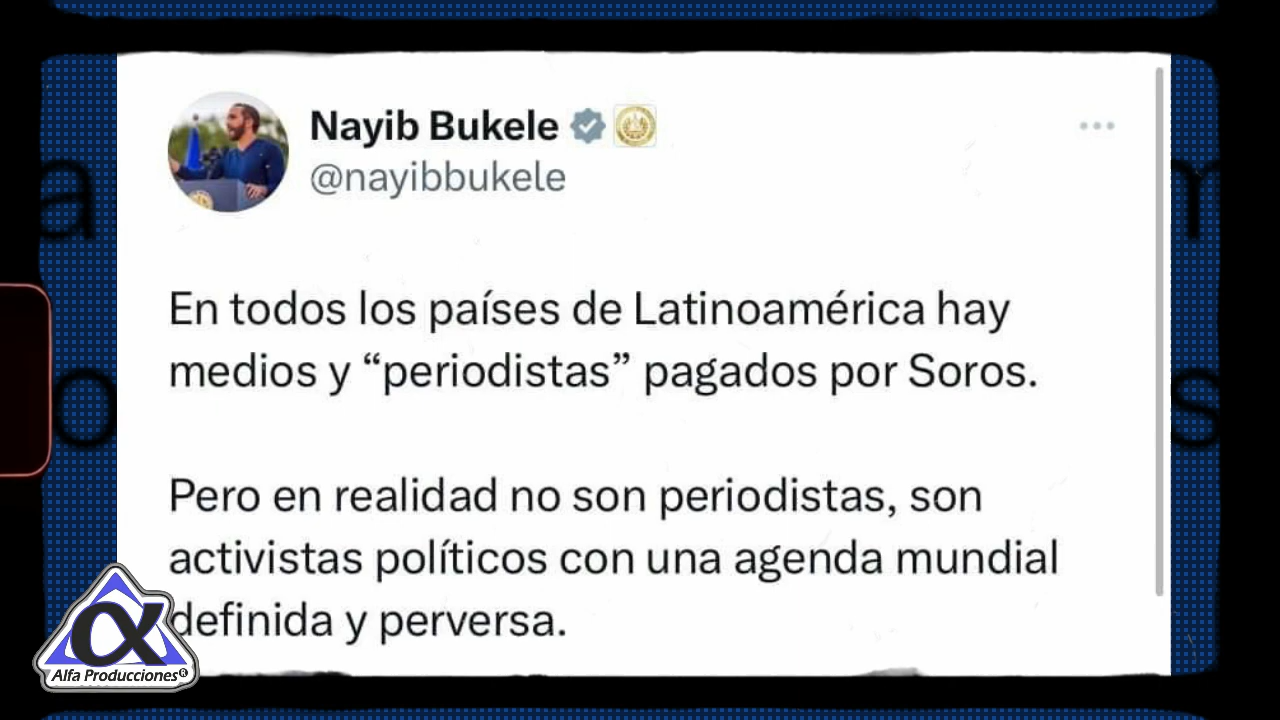 Nayib Bukele
@nayibbukele
En todos los países de Latinoamérica hay
medios y “periodistas” pagados por Soros.
Pero en realidad no son periodistas, son
activistas políticos con una agenda mundial
definida y perversa.
α
Alfa Producciones®